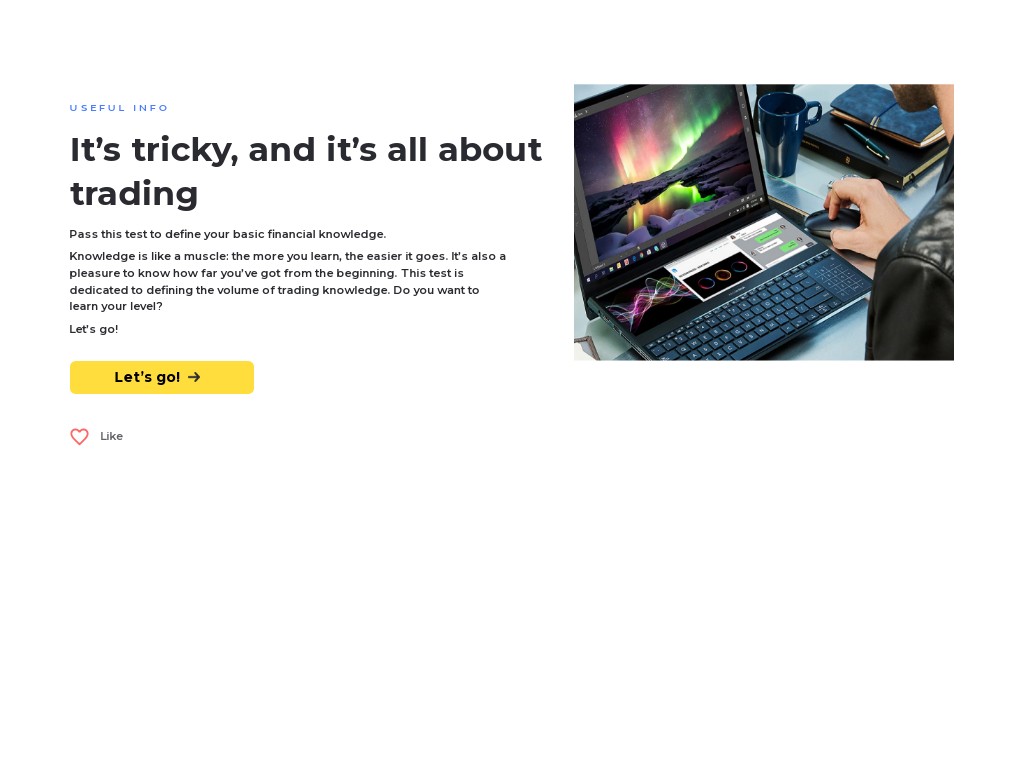 USEFUL INFO
It’s tricky, and it’s all about
trading
Pass this test to define your basic financial knowledge.
Knowledge is like a muscle: the more you learn, the easier it goes. It's also a
pleasure to know how far you've got from the beginning. This test is
dedicated to defining the volume of trading knowledge. Do you want to
learn your level?
Let's go!
Let's go! →
Like